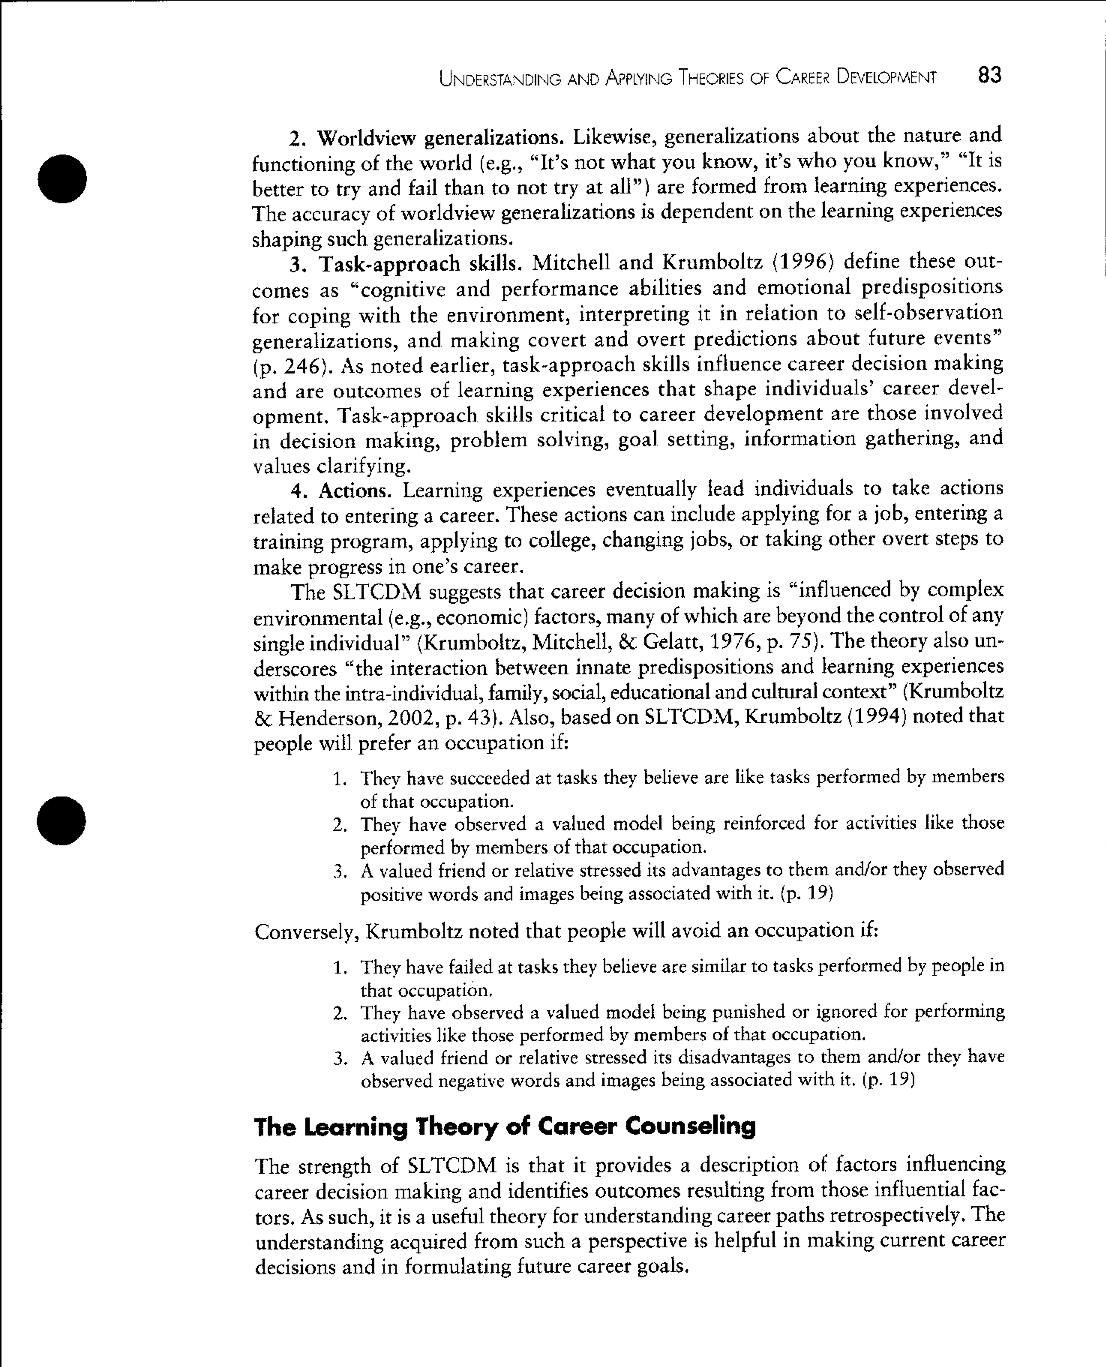 UNDERSTANDING AND APPLYING THEORIES OF CAREER DEVELOPMENT 83
2. Worldview generalizations. Likewise, generalizations about the nature and
functioning of the world (e.g., “It’s not what you know, it’s who you know,” “It is
better to try and fail than to not try at all”) are formed from learning experiences.
The accuracy of worldview generalizations is dependent on the learning experiences
shaping such generalizations.
3. Task-approach skills. Mitchell and Krumboltz (1996) define these out-
comes as “cognitive and performance abilities and emotional predispositions
for coping with the environment, interpreting it in relation to self-observation
generalizations, and making covert and overt predictions about future events”
(p. 246). As noted earlier, task-approach skills influence career decision making
and are outcomes of learning experiences that shape individuals’ career devel-
opment. Task-approach skills critical to career development are those involved
in decision making, problem solving, goal setting, information gathering, and
values clarifying.
4. Actions. Learning experiences eventually lead individuals to take actions
related to entering a career. These actions can include applying for a job, entering a
training program, applying to college, changing jobs, or taking other overt steps to
make progress in one’s career.
The SLTCDM suggests that career decision making is “influenced by complex
environmental (e.g., economic) factors, many of which are beyond the control of any
single individual” (Krumboltz, Mitchell, & Gelatt, 1976, p. 75). The theory also un-
derscores “the interaction between innate predispositions and learning experiences
within the intra-individual, family, social, educational and cultural context” (Krumboltz
& Henderson, 2002, p. 43). Also, based on SLTCDM, Krumboltz (1994) noted that
people will prefer an occupation if:
1. They have succeeded at tasks they believe are like tasks performed by members
of that occupation.
2. They have observed a valued model being reinforced for activities like those
performed by members of that occupation.
3. A valued friend or relative stressed its advantages to them and/or they observed
positive words and images being associated with it. (p. 19)
Conversely, Krumboltz noted that people will avoid an occupation if:
1. They have failed at tasks they believe are similar to tasks performed by people in
that occupation.
2. They have observed a valued model being punished or ignored for performing
activities like those performed by members of that occupation.
3. A valued friend or relative stressed its disadvantages to them and/or they have
observed negative words and images being associated with it. (p. 19)
The Learning Theory of Career Counseling
The strength of SLTCDM is that it provides a description of factors influencing
career decision making and identifies outcomes resulting from those influential fac-
tors. As such, it is a useful theory for understanding career paths retrospectively. The
understanding acquired from such a perspective is helpful in making current career
decisions and in formulating future career goals.